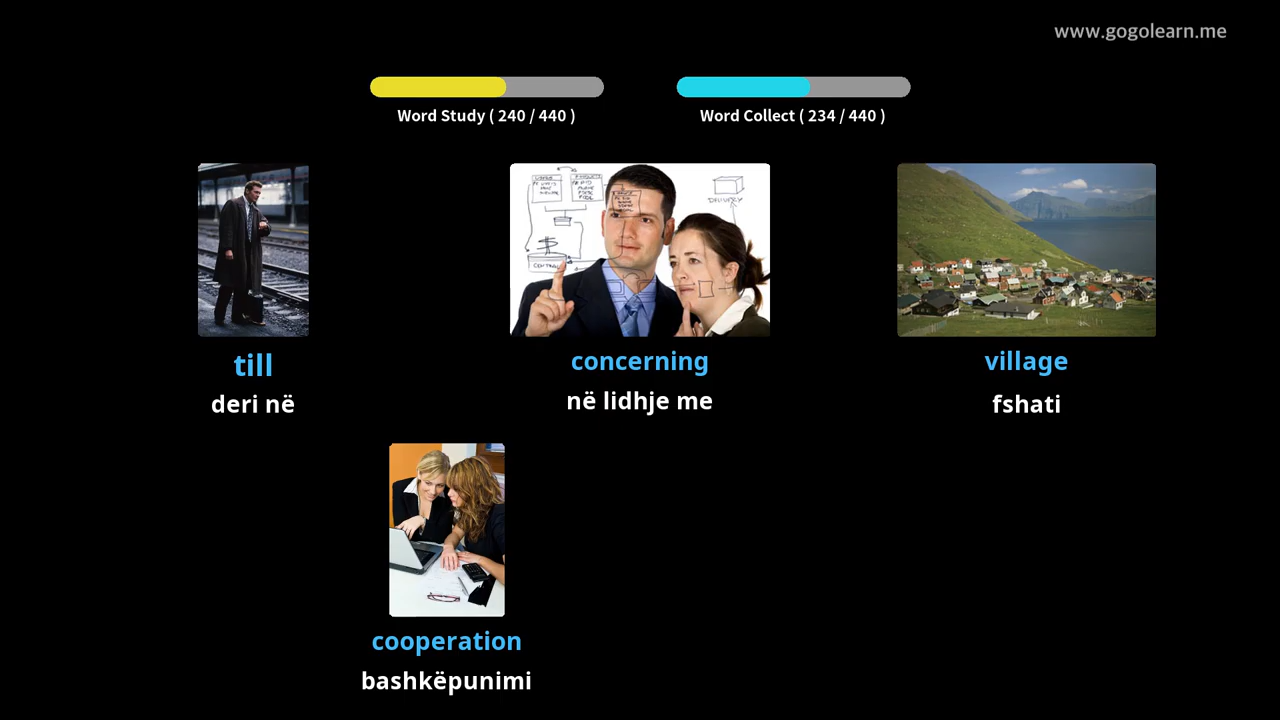 www.gogolearn.me
Word Study ( 240 / 440 )
Word Collect ( 234 / 440 )
DELIVERY
till
concerning
village
deri në
në lidhje me
fshati
cooperation
bashkëpunimi